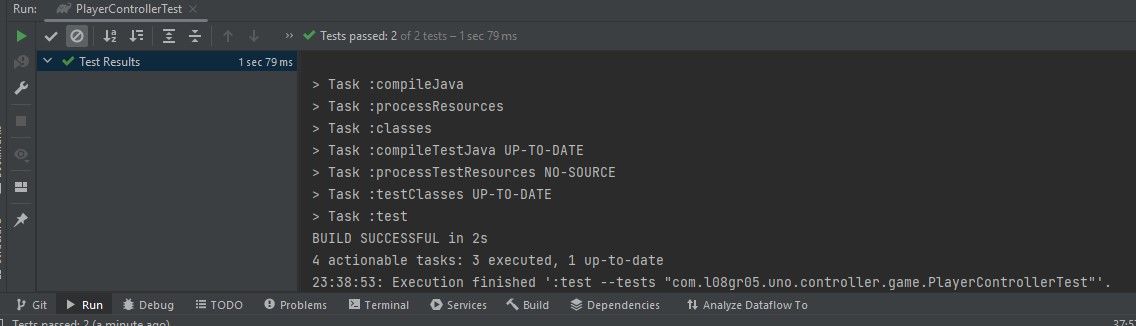 Run: PlayerControllerTest
Tests passed: 2 of 2 tests – 1 sec 79 ms
Test Results 1 sec 79 ms
> Task :compileJava
> Task :processResources
> Task :classes
> Task :compileTestJava UP-TO-DATE
> Task :processTestResources NO-SOURCE
> Task :testClasses UP-TO-DATE
> Task :test
BUILD SUCCESSFUL in 2s
4 actionable tasks: 3 executed, 1 up-to-date
23:38:53: Execution finished ':test --tests "com.l08gr05.uno.controller.game.PlayerControllerTest"'.
Git Run Debug TODO Problems Terminal Services Build Dependencies Analyze Dataflow To
Tests passed: 2 (a minute ago)